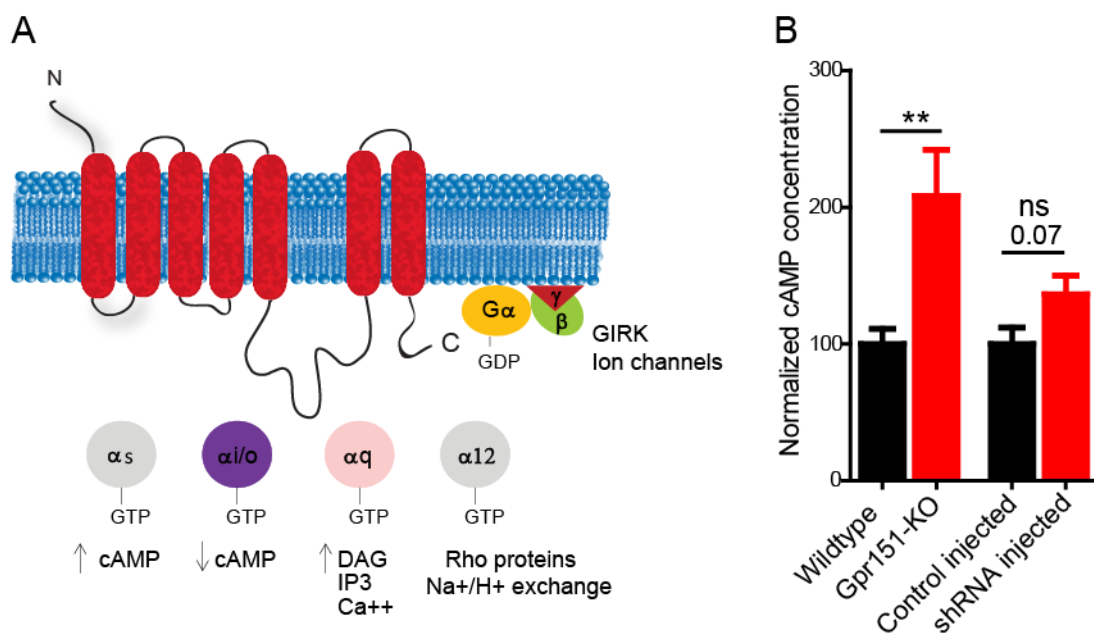 A
N
C
Gα
GDP
γ
β
GIRK
Ion channels
αs
GTP
↑ cAMP
αi/o
GTP
↓ cAMP
αq
GTP
↑ DAG
IP3
Ca++
α12
GTP
Rho proteins
Na+/H+ exchange
B
Normalized cAMP concentration
300
200
100
0
**
ns
0.07
Wildtype
Gpr151-KO
Control injected
shRNA injected